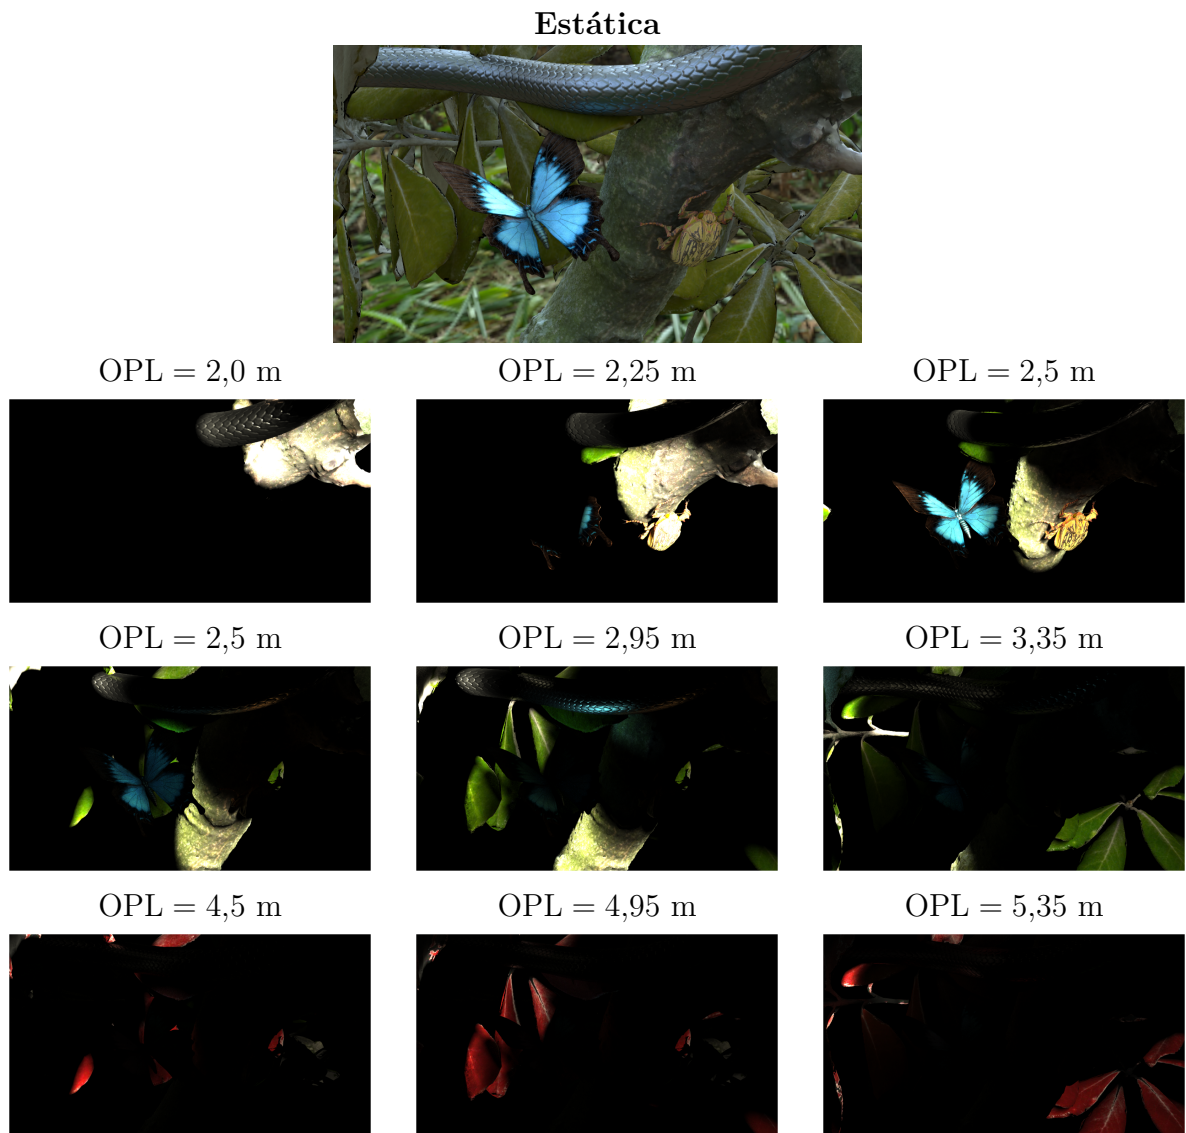 Estática
OPL = 2,0 m
OPL = 2,25 m
OPL = 2,5 m
OPL = 2,5 m
OPL = 2,95 m
OPL = 3,35 m
OPL = 4,5 m
OPL = 4,95 m
OPL = 5,35 m